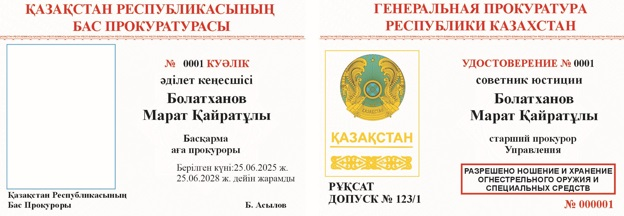 ҚАЗАҚСТАН РЕСПУБЛИКАСЫНЫҢ
БАС ПРОКУРАТУРАСЫ
№ 0001 КУӘЛІК
әділет кеңесшісі
Болатханов
Марат Қайратұлы
Басқарма
аға прокуроры
Берілген күні:25.06.2025 ж.
25.06.2028 ж. дейін жарамды
Қазақстан Республикасының
Бас Прокуроры
Б. Асылов
ГЕНЕРАЛЬНАЯ ПРОКУРАТУРА
РЕСПУБЛИКИ КАЗАХСТАН
ҚАЗАҚСТАН
РҰҚСАТ
ДОПУСК № 123/1
УДОСТОВЕРЕНИЕ № 0001
советник юстиции
Болатханов
Марат Қайратұлы
старший прокурор
Управления
РАЗРЕШЕНО НОШЕНИЕ И ХРАНЕНИЕ
ОГНЕСТРЕЛЬНОГО ОРУЖИЯ И
СПЕЦИАЛЬНЫХ СРЕДСТВ
№ 000001